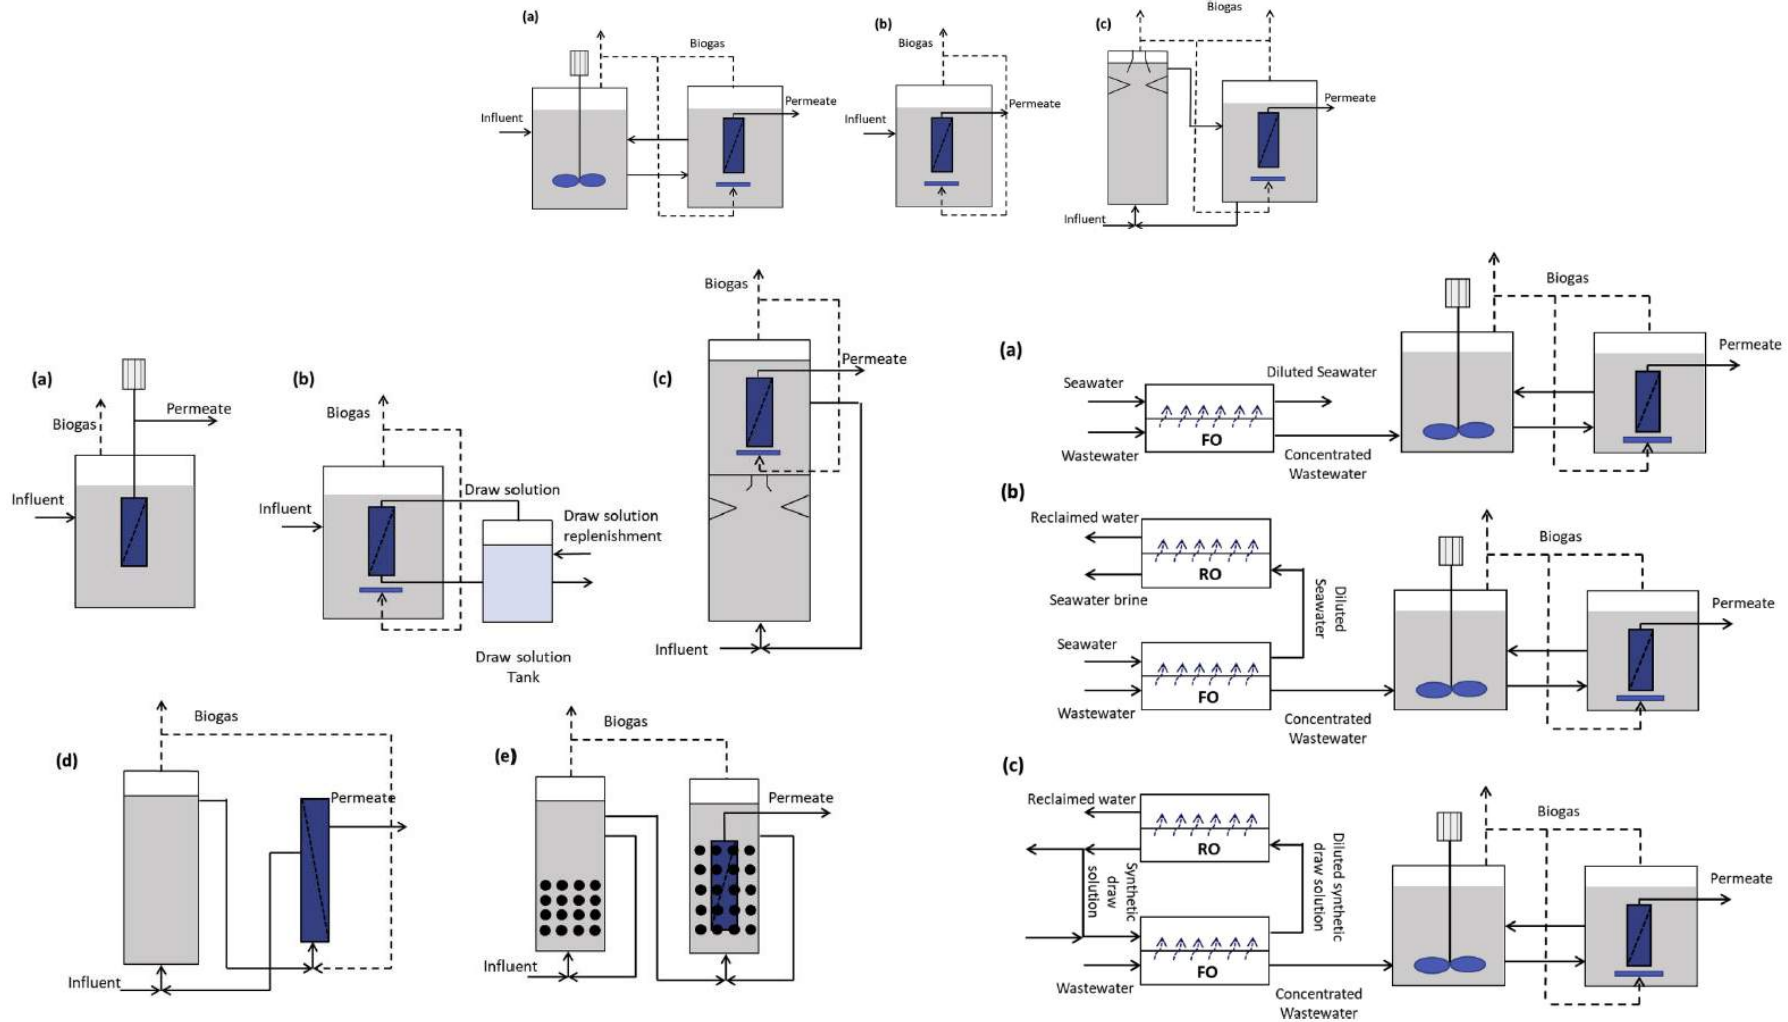 (a)
Biogas
Influent
Permeate
(b)
Biogas
Influent
Permeate
(c)
Biogas
Permeate
Influent
(a)
Biogas
Permeate
Influent
(b)
Biogas
Influent
Draw solution
Draw solution
replenishment
Draw solution
Tank
(c)
Biogas
Permeate
Influent
(d)
Biogas
Permeate
Influent
(e)
Biogas
Permeate
Influent
(a)
Seawater
Diluted Seawater
Wastewater
FO
Concentrated
Wastewater
Biogas
Permeate
(b)
Reclaimed water
RO
Seawater brine
Diluted
Seawater
Seawater
FO
Wastewater
Concentrated
Wastewater
Biogas
Permeate
(c)
Reclaimed water
RO
Synthetic
draw
solution
Diluted synthetic
draw solution
FO
Wastewater
Concentrated
Wastewater
Biogas
Permeate